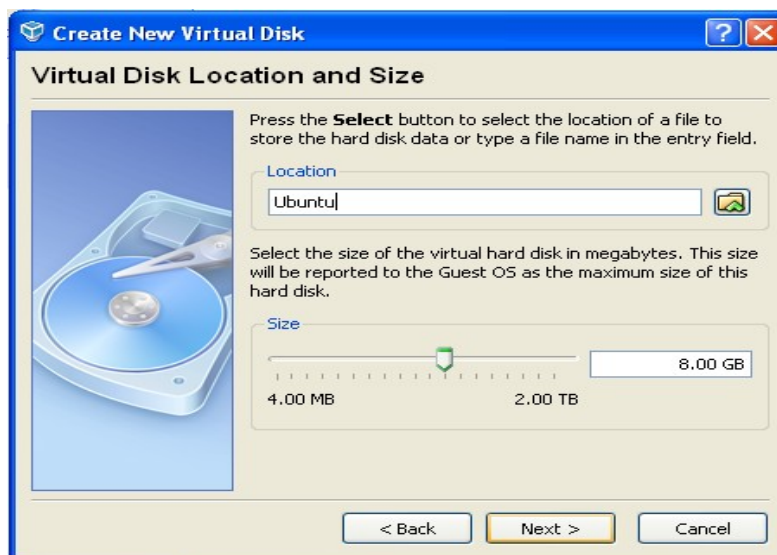 Create New Virtual Disk
Virtual Disk Location and Size
Press the Select button to select the location of a file to
store the hard disk data or type a file name in the entry field.
Location
Ubuntu
Select the size of the virtual hard disk in megabytes. This size
will be reported to the Guest OS as the maximum size of this
hard disk.
Size
8.00 GB
4.00 MB 2.00 TB
< Back Next > Cancel